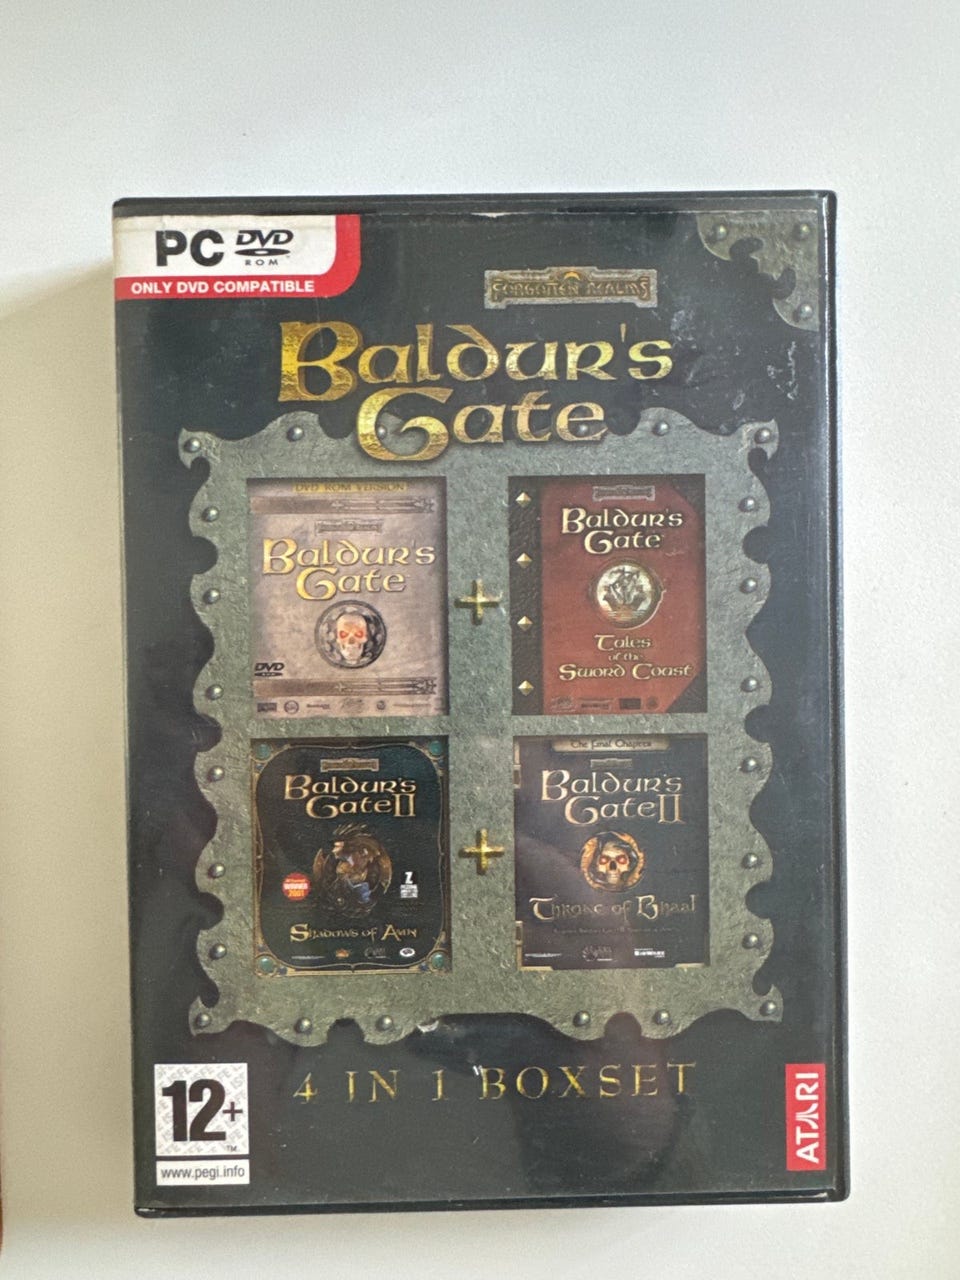 PC DVD
ROM
ONLY DVD COMPATIBLE
FORGOTTEN REALMS
Baldur's
Gate
DVD ROM VERSION
Baldur's
Gate
DVD
Baldur's
Gate
Tales
of the
Sword Coast
Baldur's
Gate II
WINNER
2001
Shadows of Amn
The Final Chapter
Baldur's
Gate II
Throne of Bhaal
BIOWARE
4 IN 1 BOXSET
12+
TM
www.pegi.info
ATARI